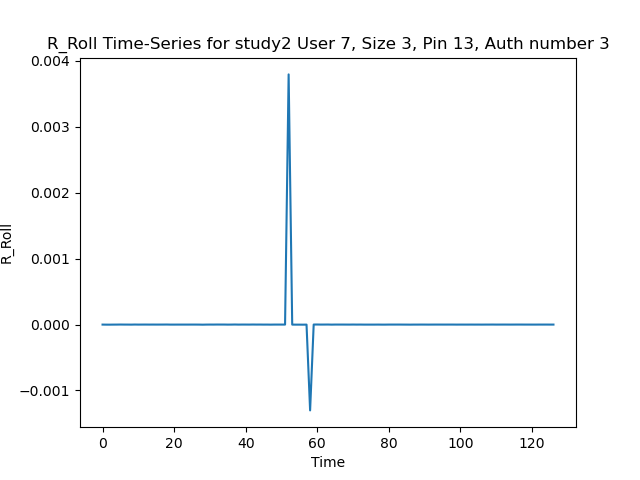 R_Roll Time-Series for study2 User 7, Size 3, Pin 13, Auth number 3
0.004
0.003
0.002
0.001
0.000
−0.001
R_Roll
0 20 40 60 80 100 120
Time